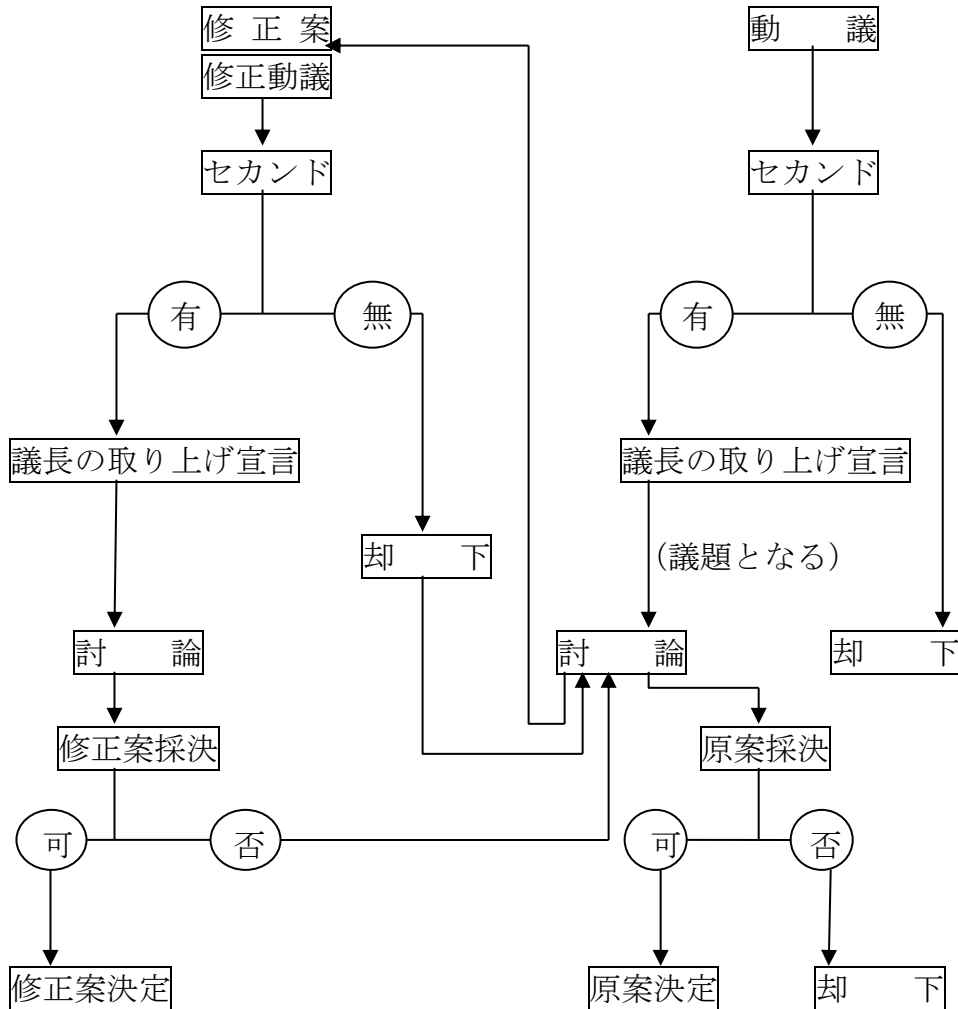 修 正 案
修正動議
セカンド
有
無
議長の取り上げ宣言
却 下
討 論
修正案採決
可
否
修正案決定
動 議
セカンド
有
無
議長の取り上げ宣言
(議題となる)
討 論
却 下
原案採決
可
否
原案決定
却 下